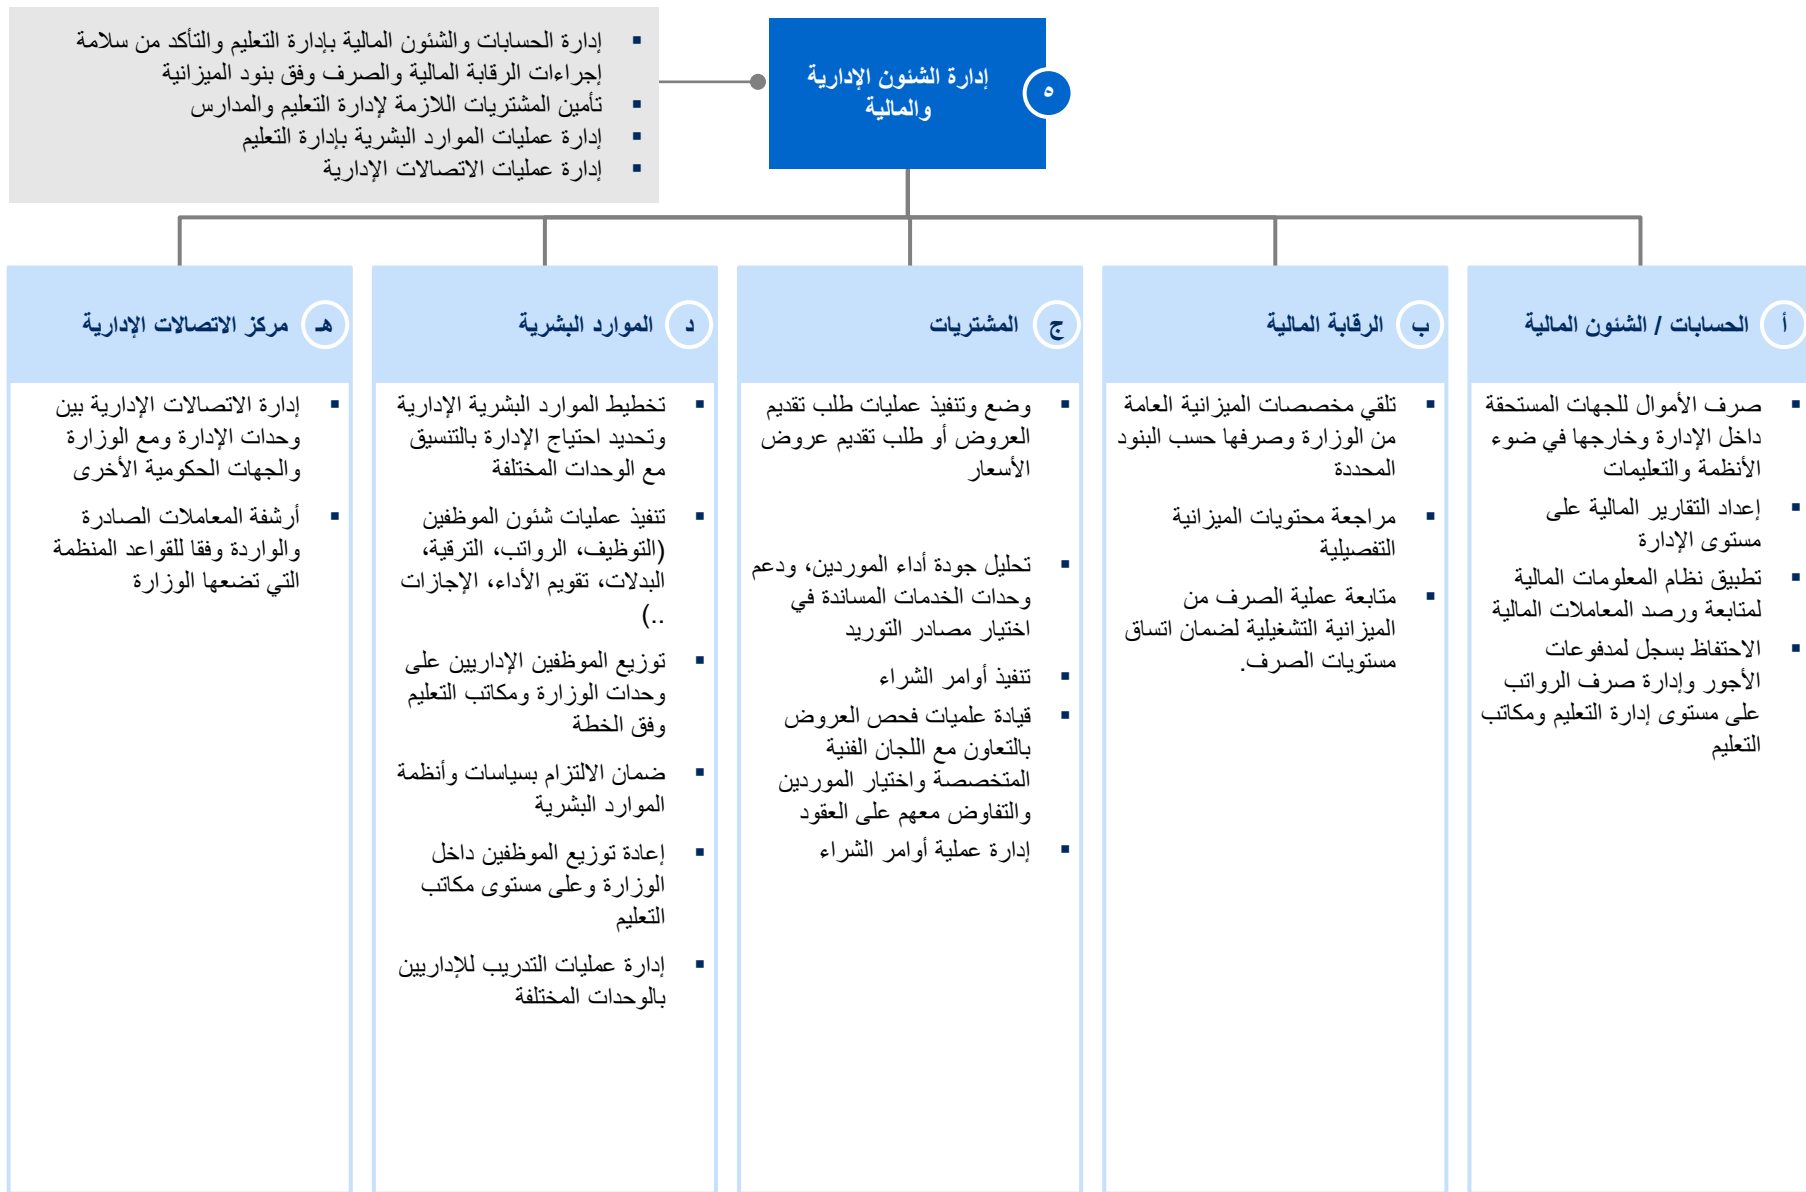 إدارة الشئون الإدارية
والمالية
٥
▪ إدارة الحسابات والشئون المالية بإدارة التعليم والتأكد من سلامة
إجراءات الرقابة المالية والصرف وفق بنود الميزانية
▪ تأمين المشتريات اللازمة لإدارة التعليم والمدارس
▪ إدارة عمليات الموارد البشرية بإدارة التعليم
▪ إدارة عمليات الاتصالات الإدارية
أ الحسابات / الشئون المالية
▪ صرف الأموال للجهات المستحقة
داخل الإدارة وخارجها في ضوء
الأنظمة والتعليمات
▪ إعداد التقارير المالية على
مستوى الإدارة
▪ تطبيق نظام المعلومات المالية
لمتابعة ورصد المعاملات المالية
▪ الاحتفاظ بسجل لمدفوعات
الأجور وإدارة صرف الرواتب
على مستوى إدارة التعليم ومكاتب
التعليم
ب الرقابة المالية
▪ تلقي مخصصات الميزانية العامة
من الوزارة وصرفها حسب البنود
المحددة
▪ مراجعة محتويات الميزانية
التفصيلية
▪ متابعة عملية الصرف من
الميزانية التشغيلية لضمان اتساق
مستويات الصرف.
ج المشتريات
▪ وضع وتنفيذ عمليات طلب تقديم
العروض أو طلب تقديم عروض
الأسعار
▪ تحليل جودة أداء الموردين، ودعم
وحدات الخدمات المساندة في
اختيار مصادر التوريد
▪ تنفيذ أوامر الشراء
▪ قيادة علميات فحص العروض
بالتعاون مع اللجان الفنية
المتخصصة واختيار الموردين
والتفاوض معهم على العقود
▪ إدارة عملية أوامر الشراء
د الموارد البشرية
▪ تخطيط الموارد البشرية الإدارية
وتحديد احتياج الإدارة بالتنسيق
مع الوحدات المختلفة
▪ تنفيذ عمليات شئون الموظفين
(التوظيف، الرواتب، الترقية،
البدلات، تقويم الأداء، الإجازات
..)
▪ توزيع الموظفين الإداريين على
وحدات الوزارة ومكاتب التعليم
وفق الخطة
▪ ضمان الالتزام بسياسات وأنظمة
الموارد البشرية
▪ إعادة توزيع الموظفين داخل
الوزارة وعلى مستوى مكاتب
التعليم
▪ إدارة عمليات التدريب للإداريين
بالوحدات المختلفة
هـ مركز الاتصالات الإدارية
▪ إدارة الاتصالات الإدارية بين
وحدات الإدارة ومع الوزارة
والجهات الحكومية الأخرى
▪ أرشفة المعاملات الصادرة
والواردة وفقا للقواعد المنظمة
التي تضعها الوزارة